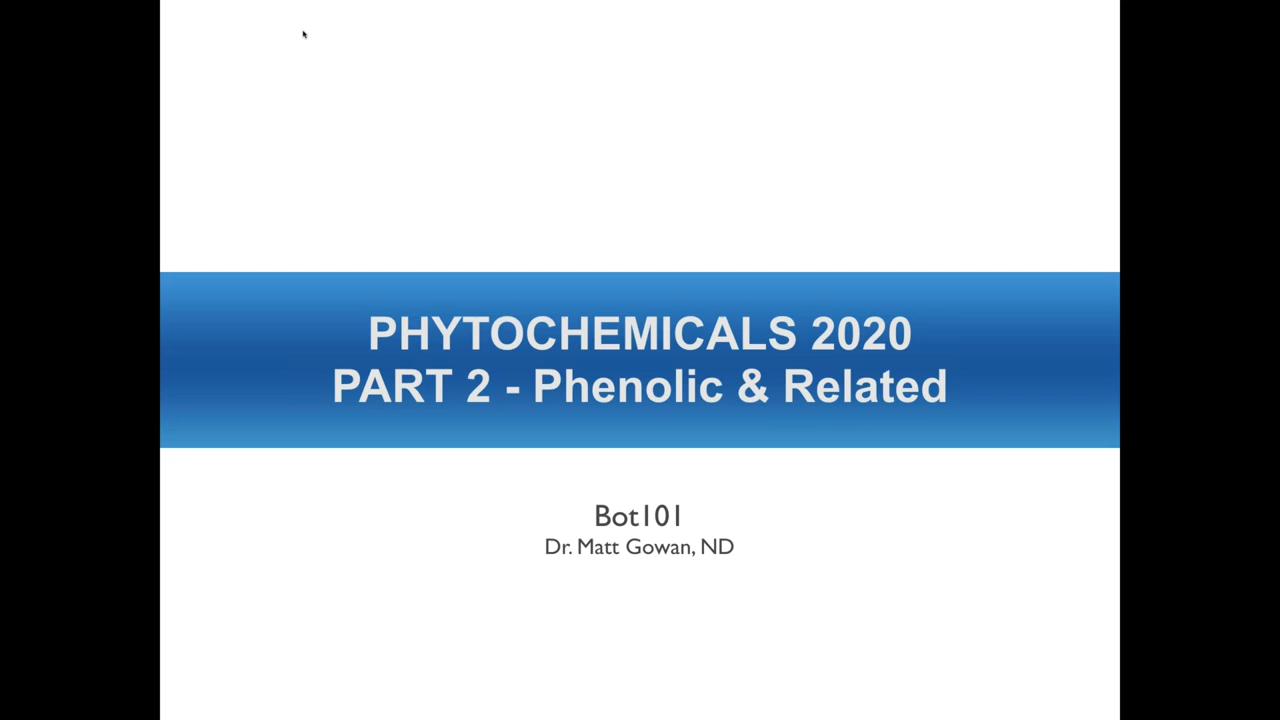 PHYTOCHEMICALS 2020
PART 2 - Phenolic & Related
Bot101
Dr. Matt Gowan, ND